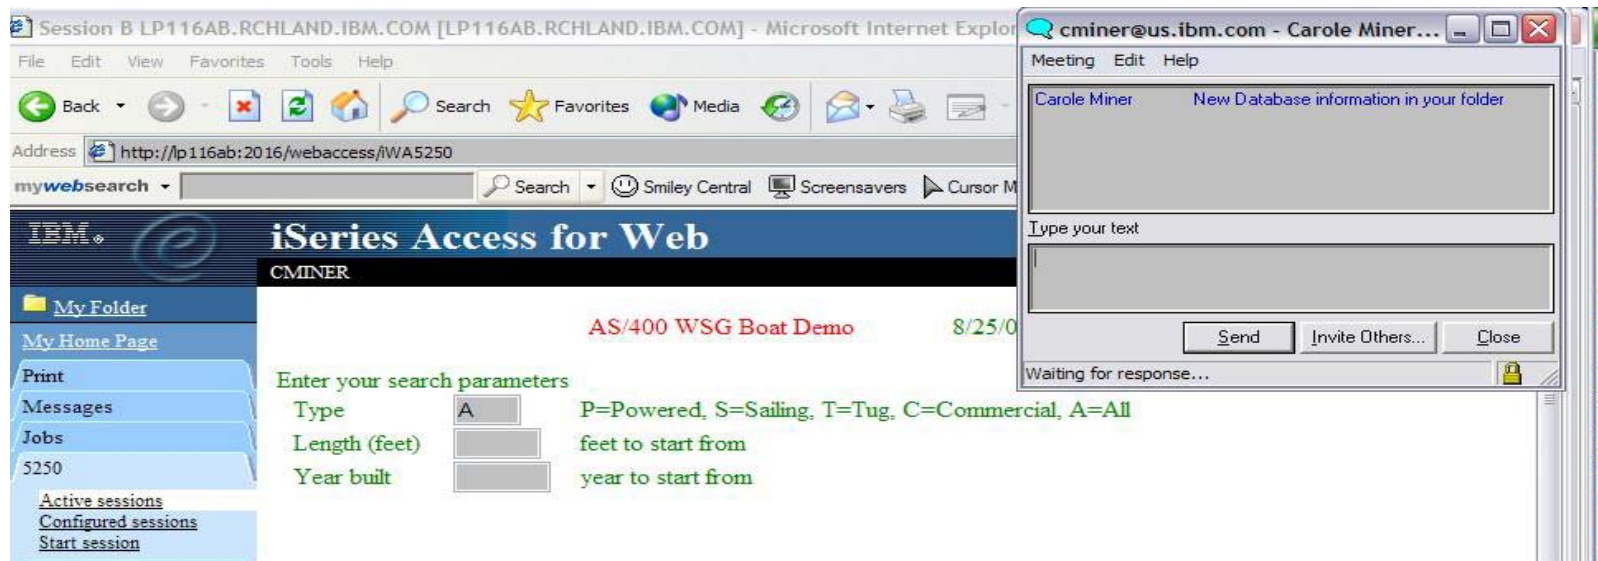 Session B LP116AB.RCHLAND.IBM.COM [LP116AB.RCHLAND.IBM.COM] - Microsoft Internet Explor
File Edit View Favorites Tools Help
Back Search Favorites Media
Address http://lp116ab:2016/webaccess/iWA5250
mywebsearch Search Smiley Central Screensavers Cursor M
IBM® e iSeries Access for Web
CMINER
My Folder
My Home Page
Print
Messages
Jobs
5250
Active sessions
Configured sessions
Start session
AS/400 WSG Boat Demo 8/25/0
Enter your search parameters
Type A P=Powered, S=Sailing, T=Tug, C=Commercial, A=All
Length (feet) feet to start from
Year built year to start from
cminer@us.ibm.com - Carole Miner...
Meeting Edit Help
Carole Miner New Database information in your folder
Type your text
Send Invite Others... Close
Waiting for response...